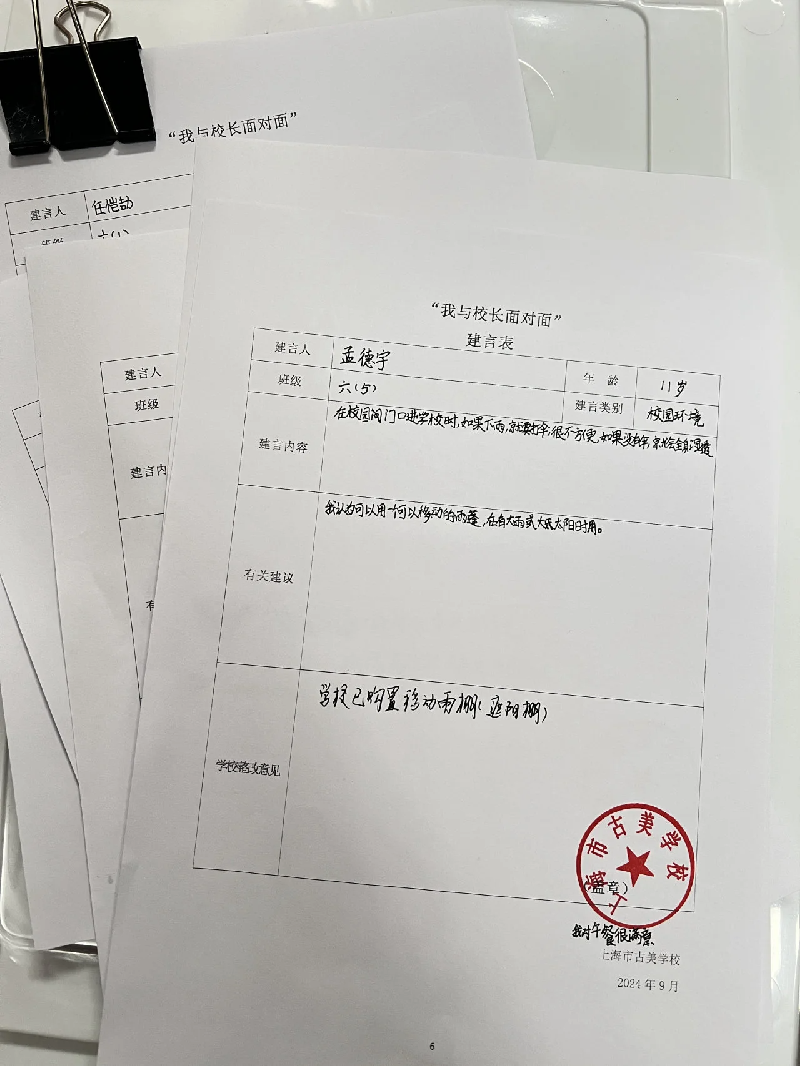 “我与校长面对面”
建言人 任恺劼
六(1)
建言人
班级
建言内
有
“我与校长面对面”
建言表
建言人 孟德宇 年 龄 11岁
班级 六(5) 建言类别 校园环境
建言内容 在校园闸门口进学校时,如果下雨,就要打伞,很不方便,如果没有伞,就会全身湿透
有关建议 我认为可以用一个可以移动的雨篷,在有大雨或大太阳时用。
学校整改意见 学校已购置移动雨棚(遮阳棚)
上海市古美学校
(盖章)
我对午餐很满意
上海市古美学校
2024年9月
6